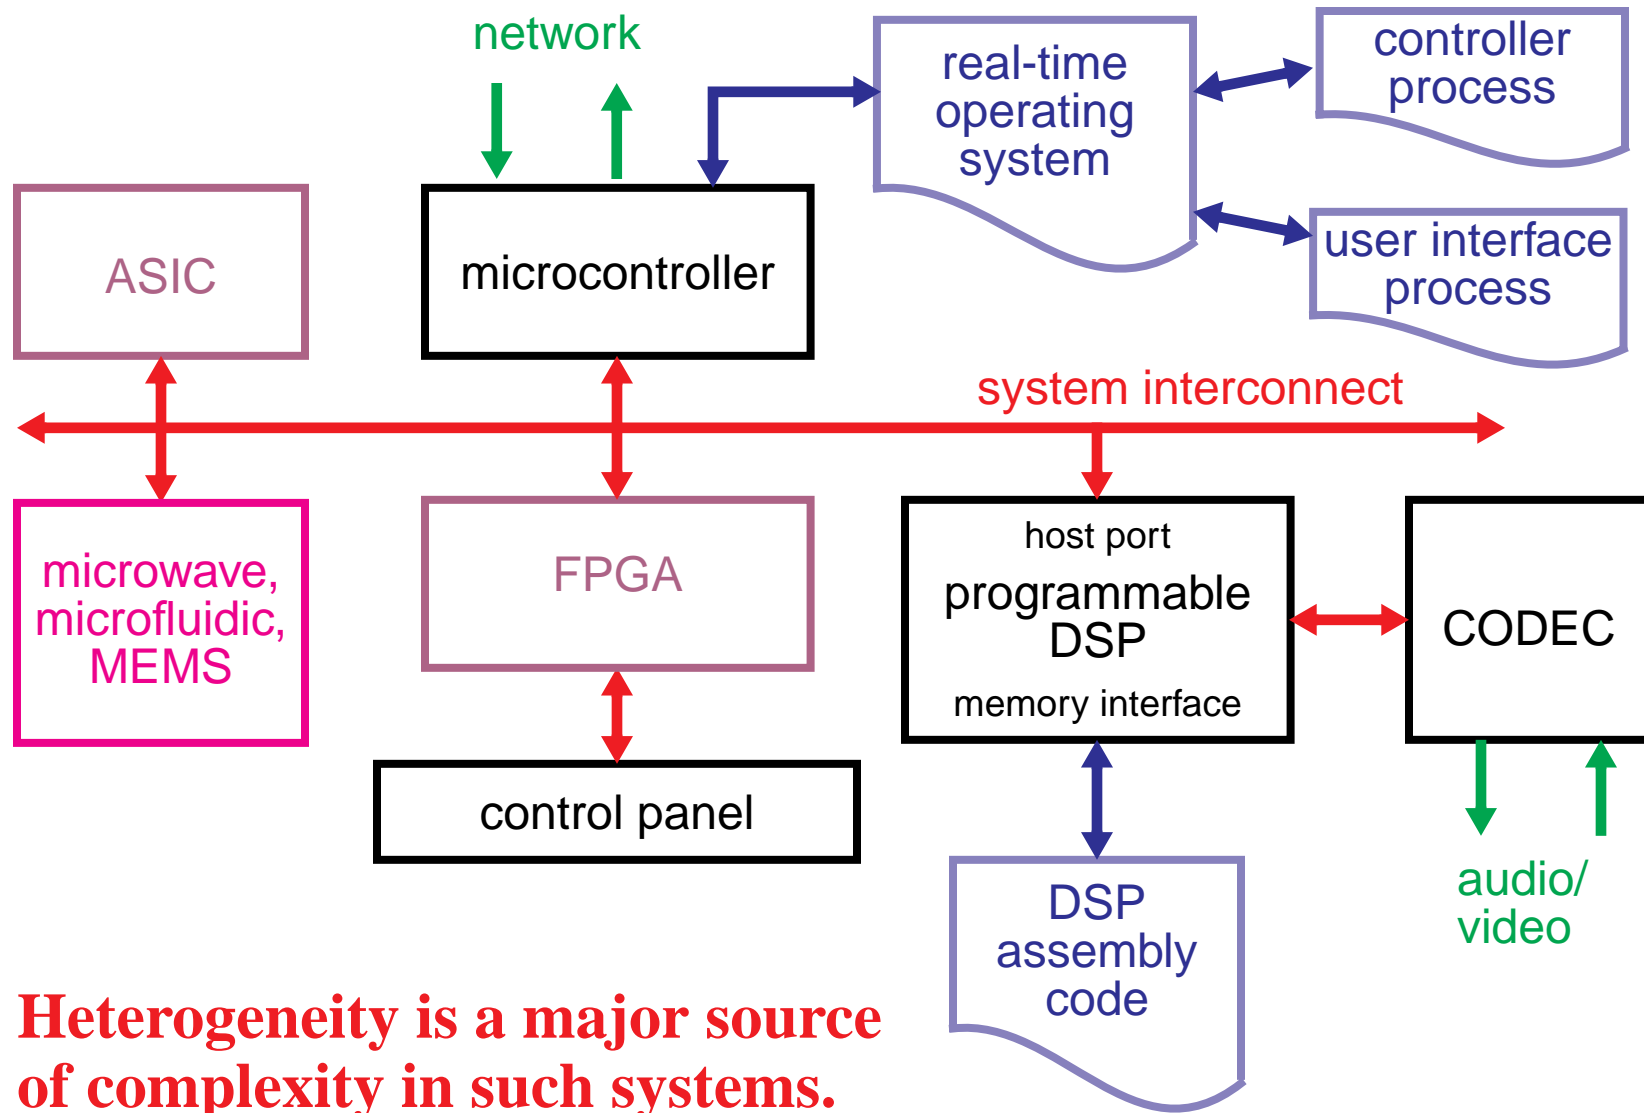 network
real-time
operating
system
controller
process
user interface
process
ASIC
microcontroller
system interconnect
microwave,
microfluidic,
MEMS
FPGA
host port
programmable
DSP
memory interface
CODEC
control panel
DSP
assembly
code
audio/
video
Heterogeneity is a major source
of complexity in such systems.